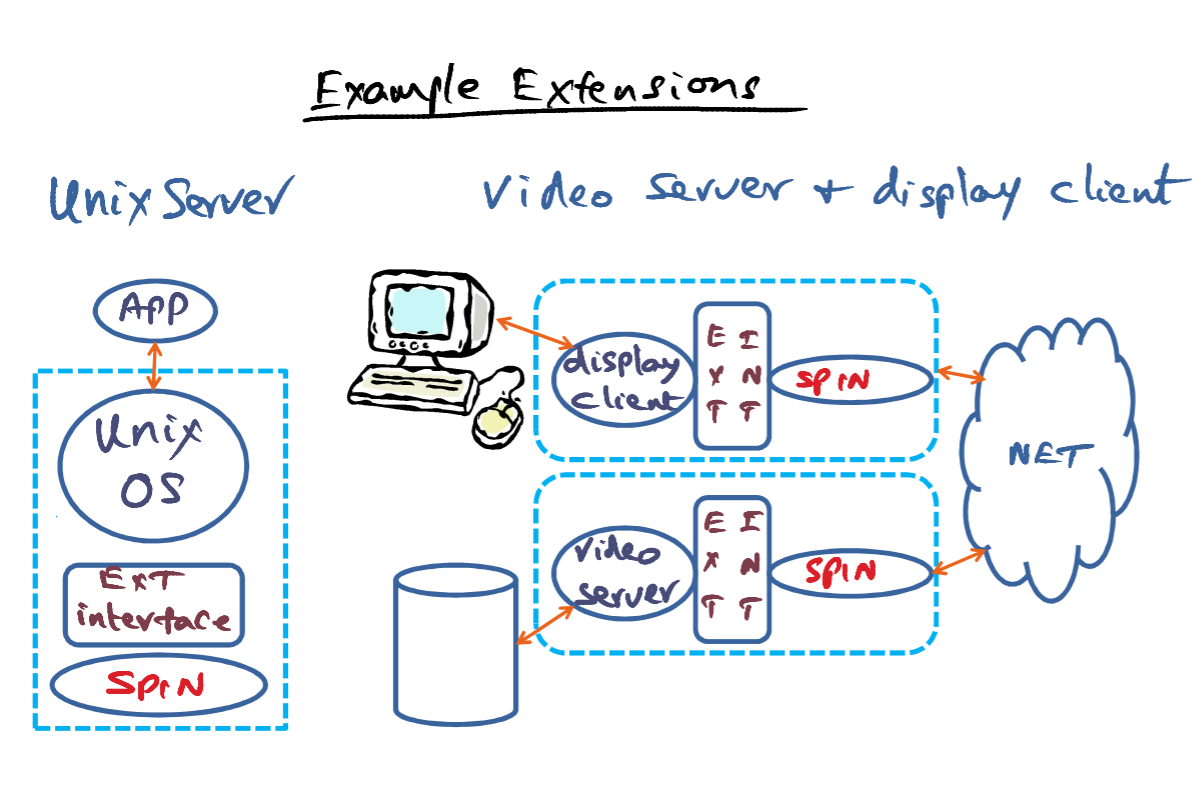 Example Extensions
Unix Server
Video server + display client
APP
Unix
OS
EXT
interface
SPIN
display
client
E I
X N
T T
SPIN
video
server
E I
X N
T T
SPIN
NET